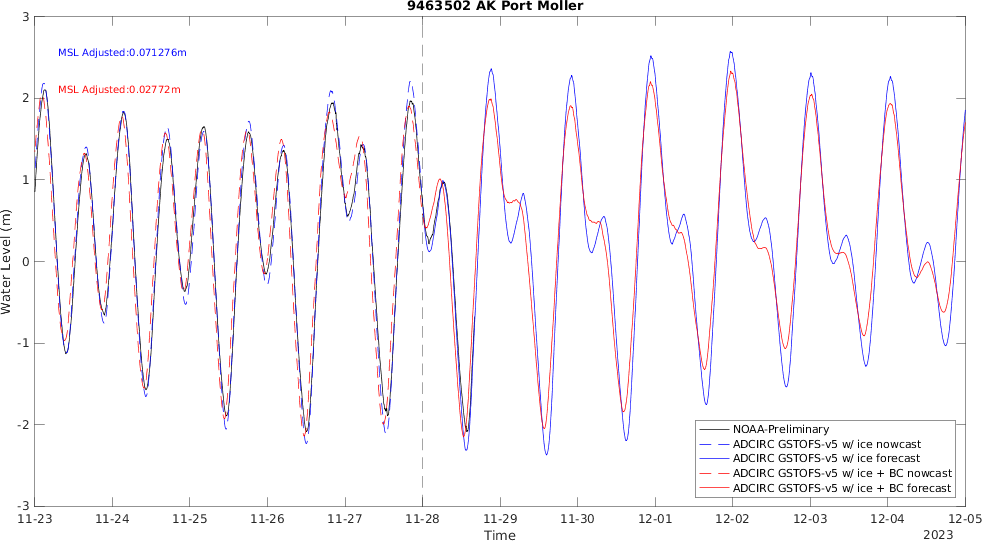 9463502 AK Port Moller
MSL Adjusted:0.071276m
MSL Adjusted:0.02772m
Water Level (m)
3
2
1
0
-1
-2
-3
NOAA-Preliminary
ADCIRC GSTOFS-v5 w/ ice nowcast
ADCIRC GSTOFS-v5 w/ ice forecast
ADCIRC GSTOFS-v5 w/ ice + BC nowcast
ADCIRC GSTOFS-v5 w/ ice + BC forecast
11-23 11-24 11-25 11-26 11-27 11-28 11-29 11-30 12-01 12-02 12-03 12-04 12-05
Time
2023